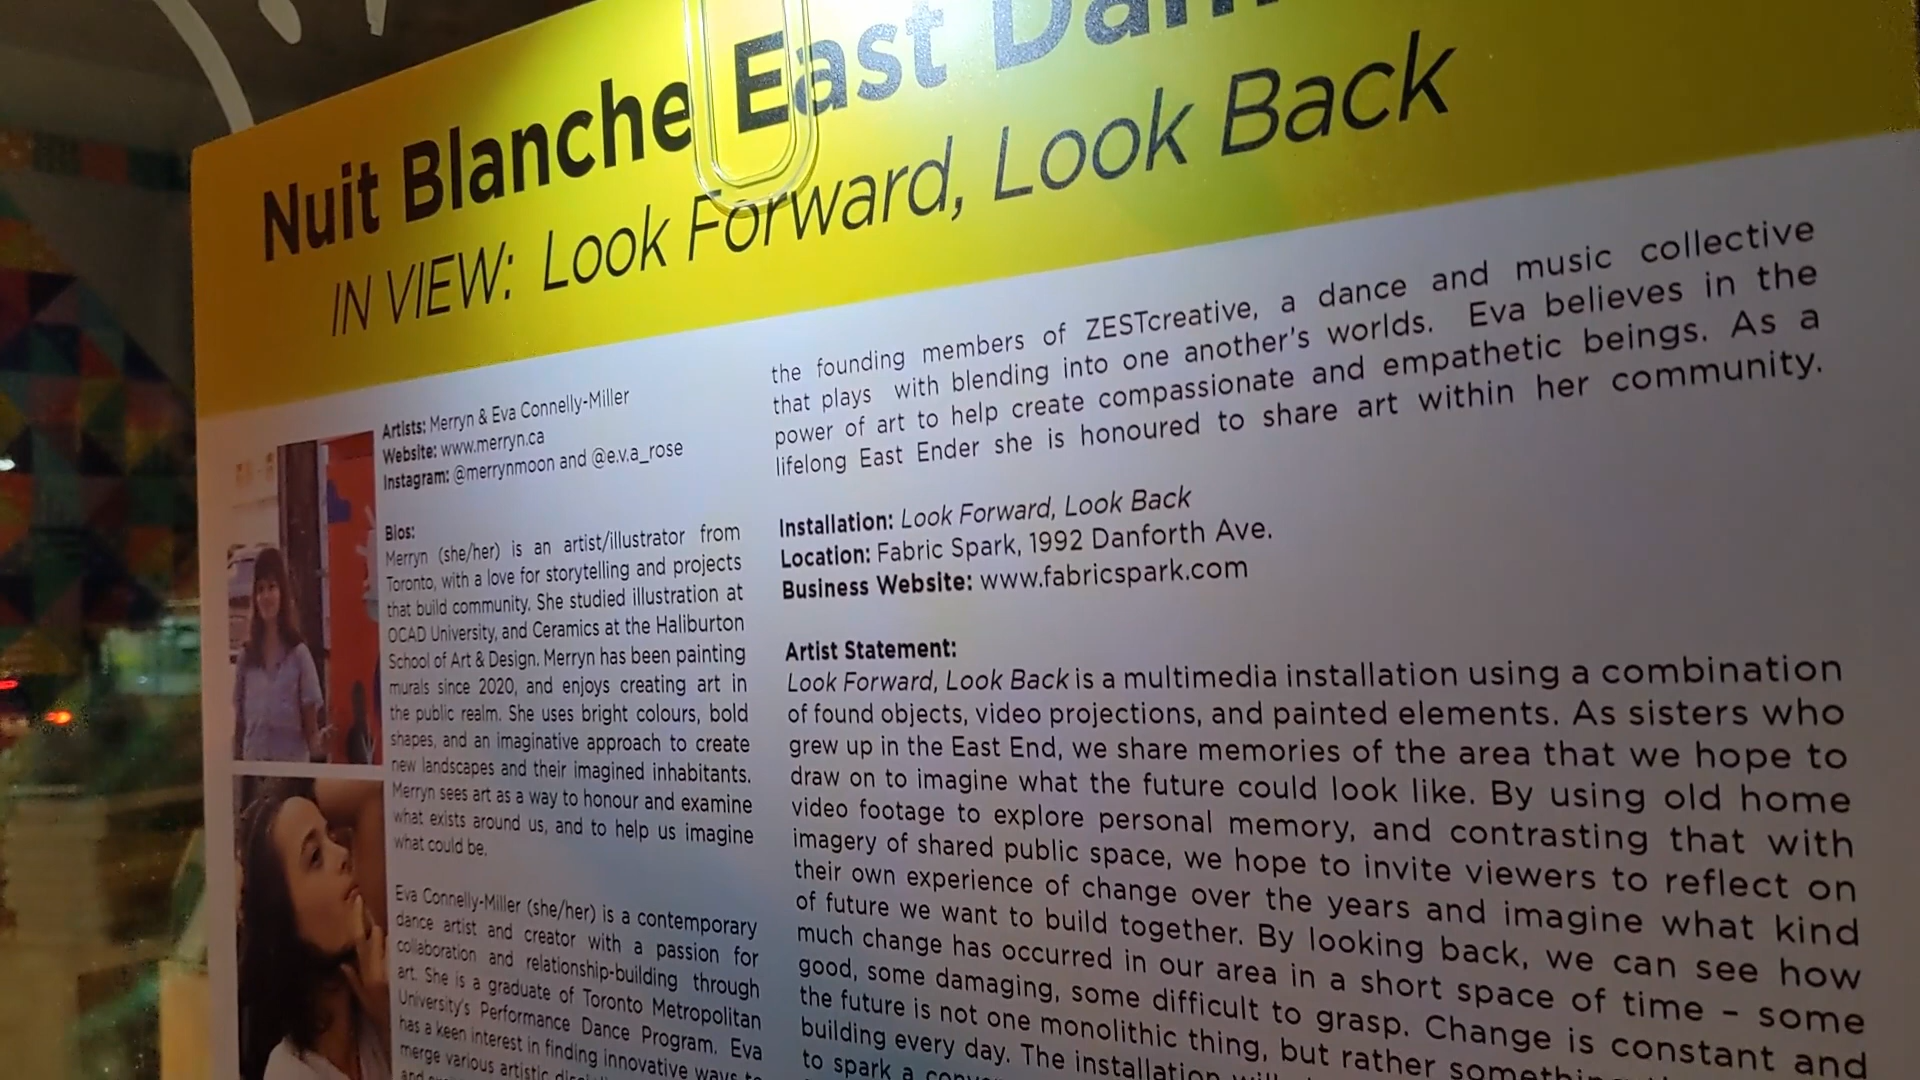 Nuit Blanche East
IN VIEW: Look Forward, Look Back
Artists: Merryn & Eva Connelly-Miller
Website: www.merryn.ca
Instagram: @merrynmoon and @e.v.a_rose
Bios:
Merryn (she/her) is an artist/illustrator from
Toronto, with a love for storytelling and projects
that build community. She studied illustration at
OCAD University, and Ceramics at the Haliburton
School of Art & Design. Merryn has been painting
murals since 2020, and enjoys creating art in
the public realm. She uses bright colours, bold
shapes, and an imaginative approach to create
new landscapes and their imagined inhabitants.
Merryn sees art as a way to honour and examine
what exists around us, and to help us imagine
what could be.
Eva Connelly-Miller (she/her) is a contemporary
dance artist and creator with a passion for
collaboration and relationship-building through
art. She is a graduate of Toronto Metropolitan
University's Performance Dance Program. Eva
has a keen interest in finding innovative ways to
merge various artistic
the founding members of ZESTcreative, a dance and music collective
that plays with blending into one another's worlds. Eva believes in the
power of art to help create compassionate and empathetic beings. As a
lifelong East Ender she is honoured to share art within her community.
Installation: Look Forward, Look Back
Location: Fabric Spark, 1992 Danforth Ave.
Business Website: www.fabricspark.com
Artist Statement:
Look Forward, Look Back is a multimedia installation using a combination
of found objects, video projections, and painted elements. As sisters who
grew up in the East End, we share memories of the area that we hope to
draw on to imagine what the future could look like. By using old home
video footage to explore personal memory, and contrasting that with
imagery of shared public space, we hope to invite viewers to reflect on
their own experience of change over the years and imagine what kind
of future we want to build together. By looking back, we can see how
much change has occurred in our area in a short space of time – some
good, some damaging, some difficult to grasp. Change is constant and
the future is not one monolithic thing, but rather something
building every day. The installation
to spark a